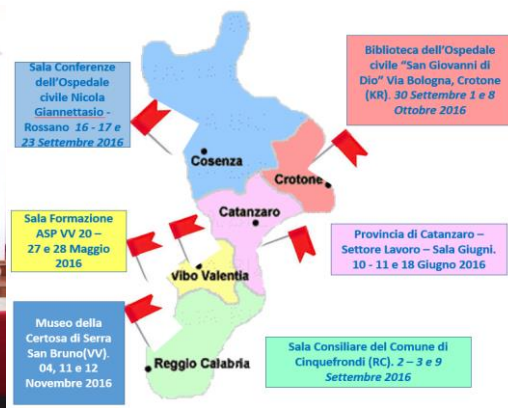 Sala Conferenze
dell’Ospedale
civile Nicola
Giannettasio -
Rossano 16 - 17 e
23 Settembre 2016
Biblioteca dell’Ospedale
civile “San Giovanni di
Dio” Via Bologna, Crotone
(KR). 30 Settembre 1 e 8
Ottobre 2016
Cosenza
Crotone
Catanzaro
Sala Formazione
ASP VV 20 –
27 e 28 Maggio
2016
Vibo Valentia
Provincia di Catanzaro –
Settore Lavoro – Sala Giugni.
10 - 11 e 18 Giugno 2016
Museo della
Certosa di Serra
San Bruno(VV).
04, 11 e 12
Novembre 2016
Reggio Calabria
Sala Consiliare del Comune di
Cinquefrondi (RC). 2 – 3 e 9
Settembre 2016